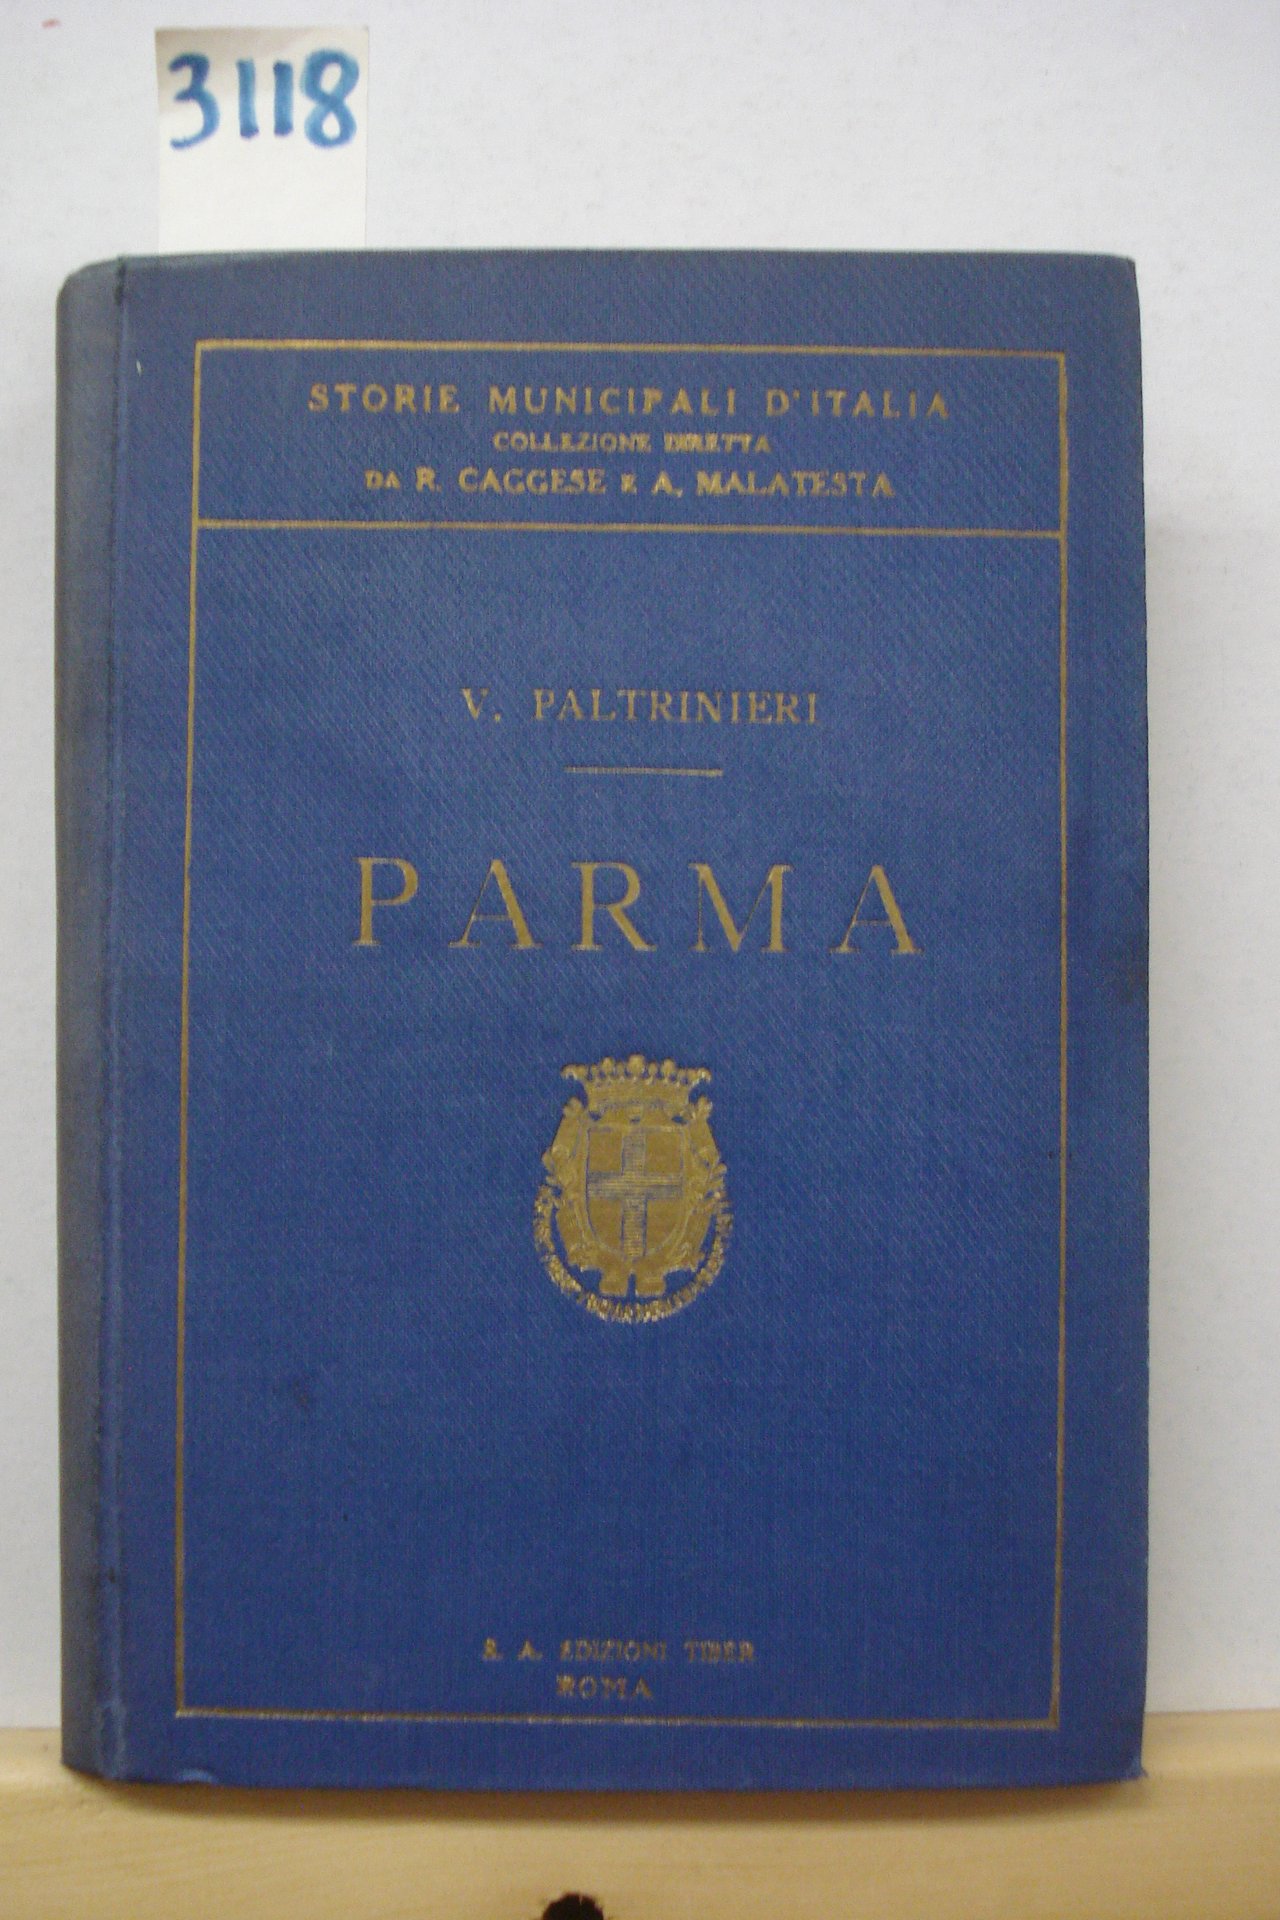 3118
STORIE MUNICIPALI D'ITALIA
COLLEZIONE DIRETTA
DA R. CAGGESE E A. MALATESTA
V. PALTRINIERI
PARMA
S. A. EDIZIONI TIBER
ROMA